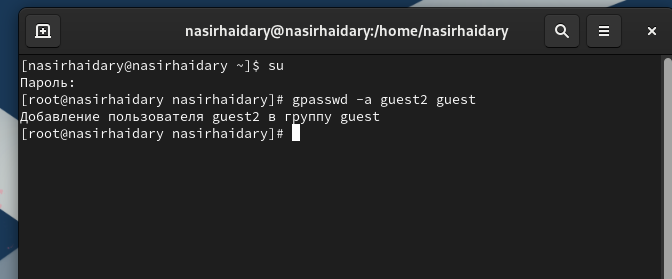 nasirhaidary@nasirhaidary:/home/nasirhaidary
[nasirhaidary@nasirhaidary ~]$ su
Пароль:
[root@nasirhaidary nasirhaidary]# gpasswd -a guest2 guest
Добавление пользователя guest2 в группу guest
[root@nasirhaidary nasirhaidary]#